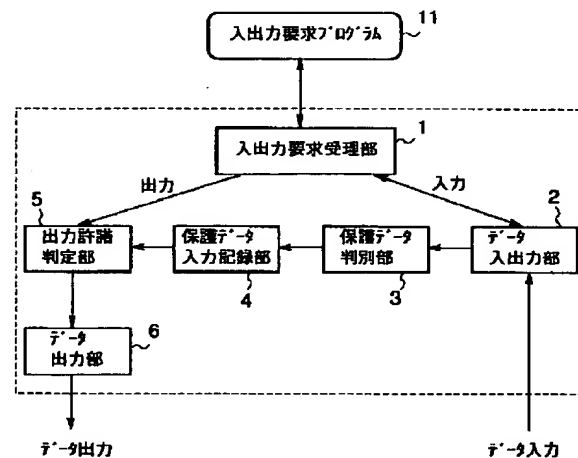 入出力要求プログラム
11
1
入出力要求受理部
出力
入力
5
2
出力許諾
判定部
保護データ
入力記録部
保護データ
判別部
データ
入出力部
4
3
データ
出力部
6
データ出力
データ入力